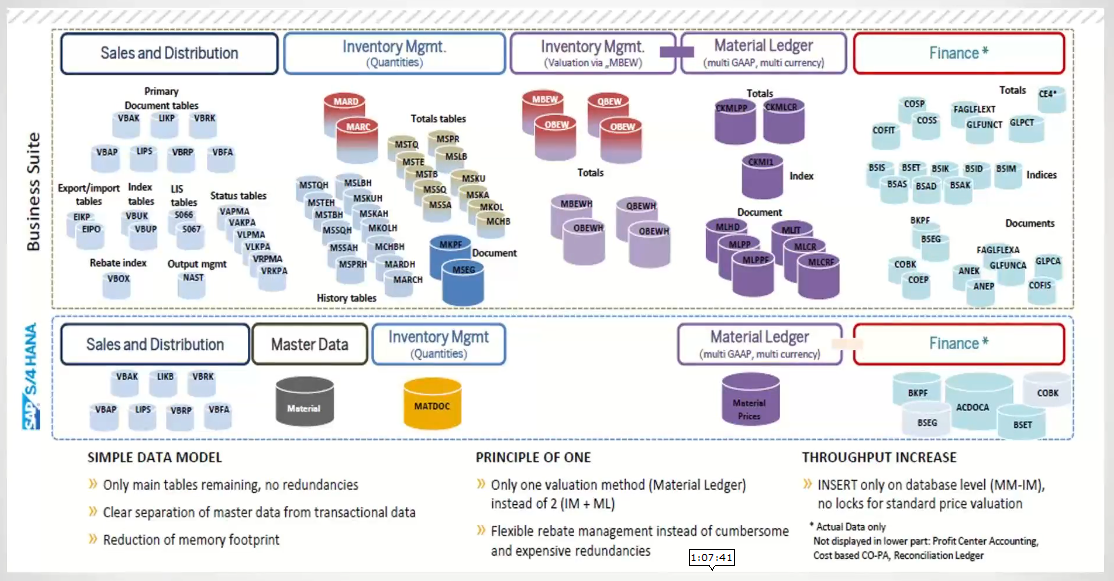 Business Suite
Sales and Distribution
Inventory Mgmt.
(Quantities)
Inventory Mgmt.
(Valuation via „MBEW")
Material Ledger
(multi GAAP, multi currency)
Finance *
Primary
Document tables
VBAK LIKP VBRK
VBAP LIPS VBRP VBFA
Export/import
tables
EIKP
EIPO
Index
tables
VBUK
VBUP
LIS
tables
S066
S067
Status tables
VAPMA
VAKPA
VLPMA
VLKPA
VRPMA
VRKPA
Rebate index
VBOX
Output mgmt
NAST
MARD
MARC
Totals tables
MSTQ
MSTE
MSTB
MSSQ
MSSA
MSPR
MSLB
MSKU
MSKA
MKOL
MCHB
MSTQH
MSTEH
MSTBH
MSSQH
MSSAH
MSPRH
MSLBH
MSKUH
MSKAH
MKOLH
MCHBH
MARDH
MARCH
History tables
MKPF
MSEG
Document
MBEW
OBEW
QBEW
OBEW
Totals
MBEWH
OBEWH
QBEWH
OBEWH
Totals
CKMLPP
CKMLCR
CKMI1
Index
Document
MLHD
MLPP
MLPPF
MLIT
MLCR
MLCRF
Totals
CE4*
COSP
COSS
COFIT
FAGLFLEXT
GLFUNCT
GLPCT
BSIS BSET BSIK BSID BSIM
BSAS BSAD BSAK
Indices
Documents
BKPF
BSEG
COBK
COEP
FAGLFLEXA
GLFUNCA
GLPCA
ANEK
ANEP
COFIS
SAP S/4 HANA
Sales and Distribution
Master Data
Inventory Mgmt
(Quantities)
Material Ledger
(multi GAAP, multi currency)
Finance *
VBAK LIKB VBRK
VBAP LIPS VBRP VBFA
Material
MATDOC
Material
Prices
BKPF
BSEG
ACDOCA
BSET
COBK
SIMPLE DATA MODEL
» Only main tables remaining, no redundancies
» Clear separation of master data from transactional data
» Reduction of memory footprint
PRINCIPLE OF ONE
» Only one valuation method (Material Ledger)
instead of 2 (IM + ML)
» Flexible rebate management instead of cumbersome
and expensive redundancies
THROUGHPUT INCREASE
» INSERT only on database level (MM-IM),
no locks for standard price valuation
* Actual Data only
Not displayed in lower part: Profit Center Accounting,
Cost based CO-PA, Reconciliation Ledger
1:07:41